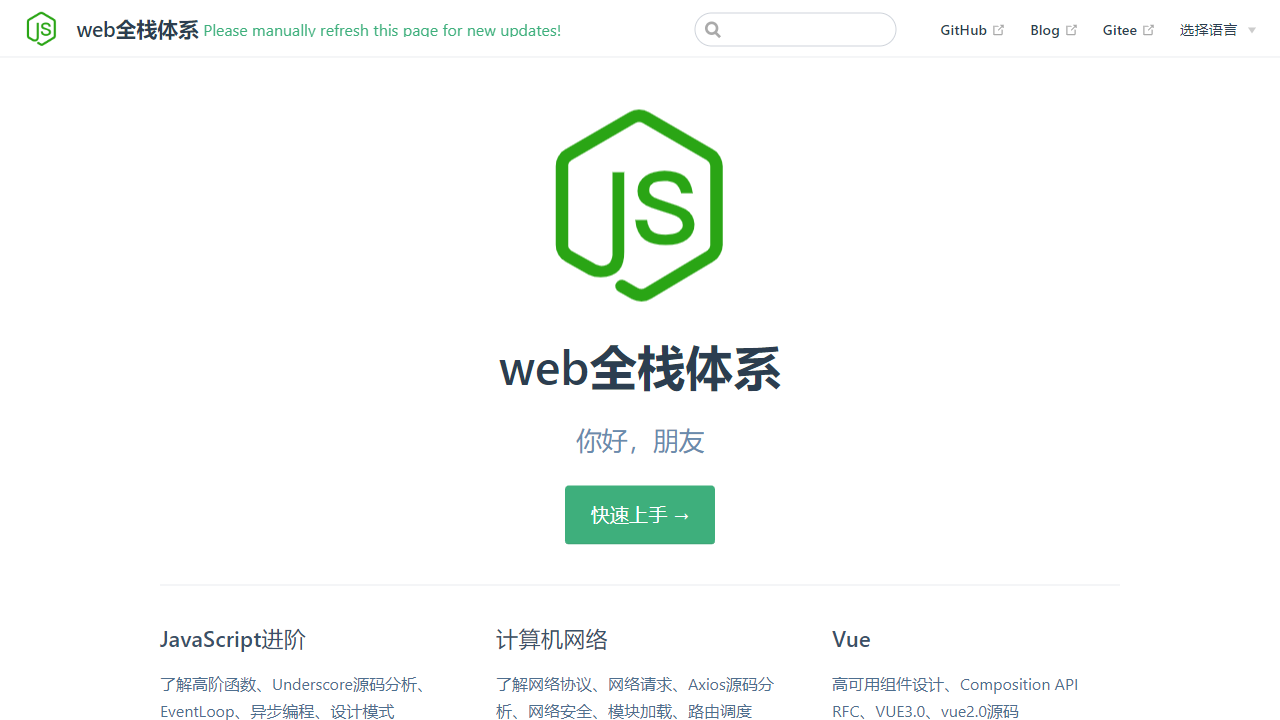 JS web全栈体系 Please manually refresh this page for new updates! GitHub Blog Gitee 选择语言
JS
web全栈体系
你好，朋友
快速上手 →
JavaScript进阶
了解高阶函数、Underscore源码分析、
EventLoop、异步编程、设计模式
计算机网络
了解网络协议、网络请求、Axios源码分
析、网络安全、模块加载、路由调度
Vue
高可用组件设计、Composition API
RFC、VUE3.0、vue2.0源码